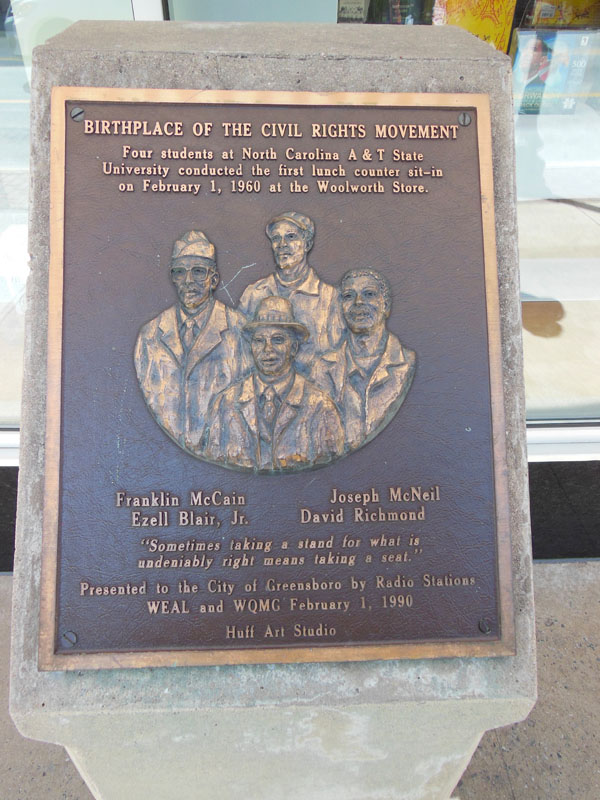 BIRTHPLACE OF THE CIVIL RIGHTS MOVEMENT
Four students at North Carolina A & T State
University conducted the first lunch counter sit-in
on February 1, 1960 at the Woolworth Store.
Franklin McCain Joseph McNeil
Ezell Blair, Jr. David Richmond
"Sometimes taking a stand for what is
undeniably right means taking a seat."
Presented to the City of Greensboro by Radio Stations
WEAL and WQMG February 1, 1990
Huff Art Studio